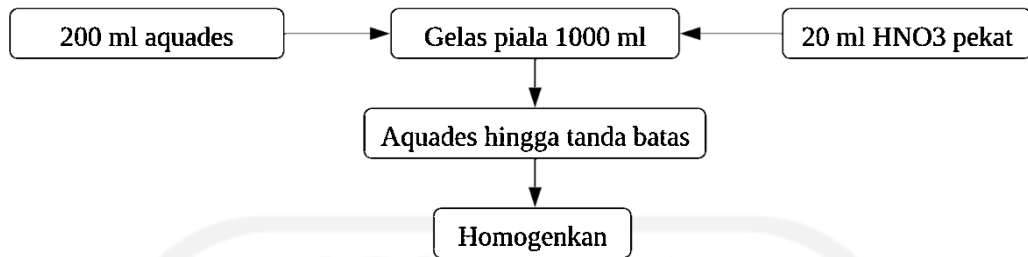 200 ml aquades
Gelas piala 1000 ml
20 ml HNO3 pekat
Aquades hingga tanda batas
Homogenkan